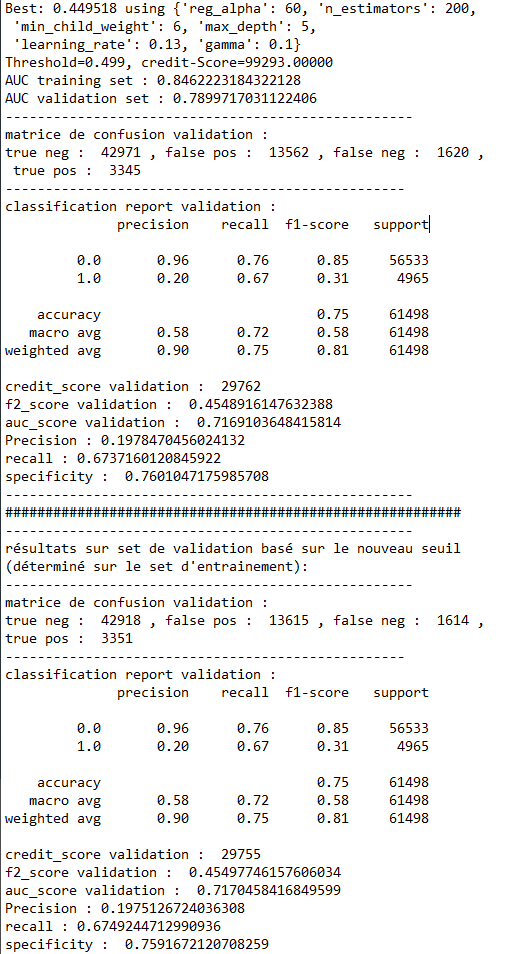 Best: 0.449518 using {'reg_alpha': 60, 'n_estimators': 200,
'min_child_weight': 6, 'max_depth': 5,
'learning_rate': 0.13, 'gamma': 0.1}
Threshold=0.499, credit-Score=99293.00000
AUC training set : 0.8462223184322128
AUC validation set : 0.7899717031122406
---------------------------------------------------
matrice de confusion validation :
true neg :  42971 , false pos :  13562 , false neg :  1620 ,
true pos :  3345
--------------------------------------------------
classification report validation :
precision    recall  f1-score   support
0.0       0.96      0.76      0.85     56533
1.0       0.20      0.67      0.31      4965
accuracy                           0.75     61498
macro avg       0.58      0.72      0.58     61498
weighted avg       0.90      0.75      0.81     61498
credit_score validation :  29762
f2_score validation :  0.4548916147632388
auc_score validation :  0.7169103648415814
Precision : 0.1978470456024132
recall : 0.6737160120845922
specificity :  0.7601047175985708
---------------------------------------------------
#########################################################
---------------------------------------------------
résultats sur set de validation basé sur le nouveau seuil
(déterminé sur le set d'entrainement):
---------------------------------------------------
matrice de confusion validation :
true neg :  42918 , false pos :  13615 , false neg :  1614 ,
true pos :  3351
--------------------------------------------------
classification report validation :
precision    recall  f1-score   support
0.0       0.96      0.76      0.85     56533
1.0       0.20      0.67      0.31      4965
accuracy                           0.75     61498
macro avg       0.58      0.72      0.58     61498
weighted avg       0.90      0.75      0.81     61498
credit_score validation :  29755
f2_score validation :  0.45497746157606034
auc_score validation :  0.7170458416849599
Precision : 0.1975126724036308
recall : 0.6749244712990936
specificity :  0.7591672120708259